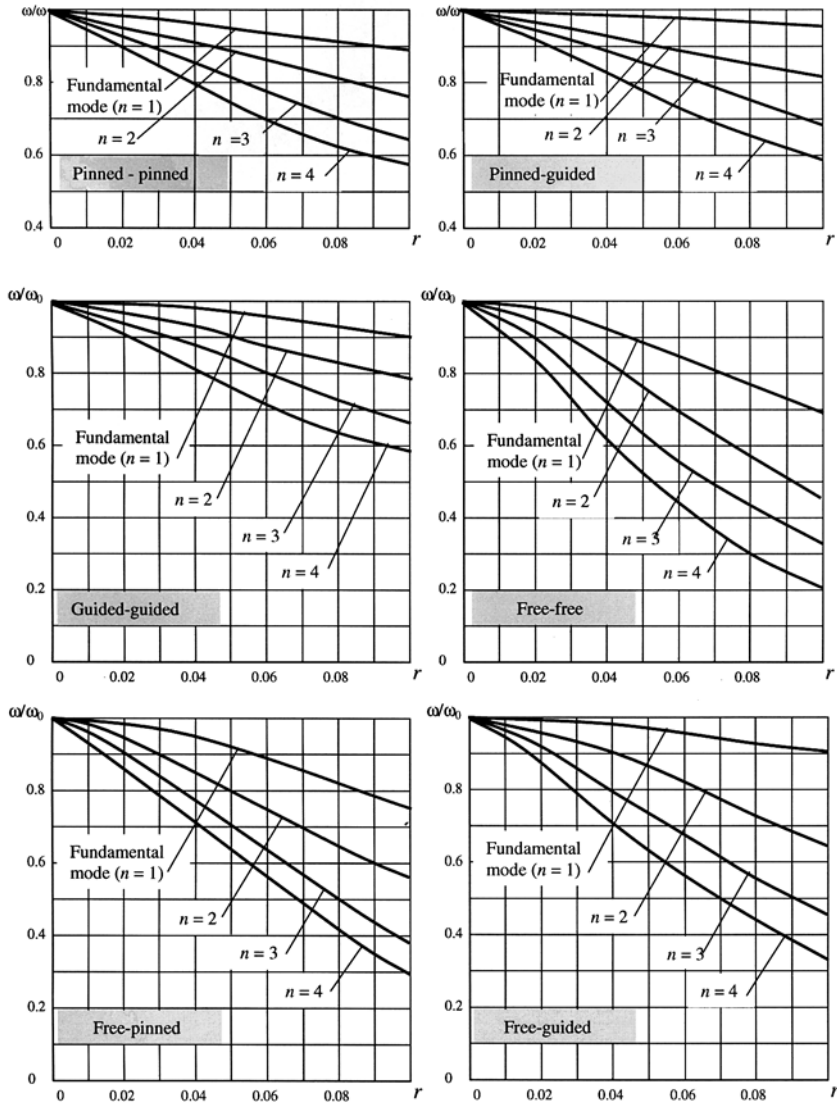 ω/ω
0.8
0.6
0.4
Fundamental
mode (n = 1)
n = 2
n =3
n = 4
Pinned - pinned
0
0.02
0.04
0.06
0.08
r
ω/ω
0.8
0.6
0.4
Fundamental
mode (n = 1)
n = 2
n =3
n = 4
Pinned-guided
0
0.02
0.04
0.06
0.08
r
ω/ω₀
0.8
0.6
0.4
0.2
0
Fundamental
mode (n = 1)
n = 2
n = 3
n = 4
Guided-guided
0
0.02
0.04
0.06
0.08
r
ω/ω₀
0.8
0.6
0.4
0.2
0
Fundamental
mode (n = 1)
n = 2
n = 3
n = 4
Free-free
0
0.02
0.04
0.06
0.08
r
ω/ω₀
0.8
0.6
0.4
0.2
0
Fundamental
mode (n = 1)
n = 2
n = 3
n = 4
Free-pinned
0
0.02
0.04
0.06
0.08
r
ω/ω₀
0.8
0.6
0.4
0.2
0
Fundamental
mode (n = 1)
n = 2
n = 3
n = 4
Free-guided
0
0.02
0.04
0.06
0.08
r